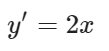 y′ = 2x